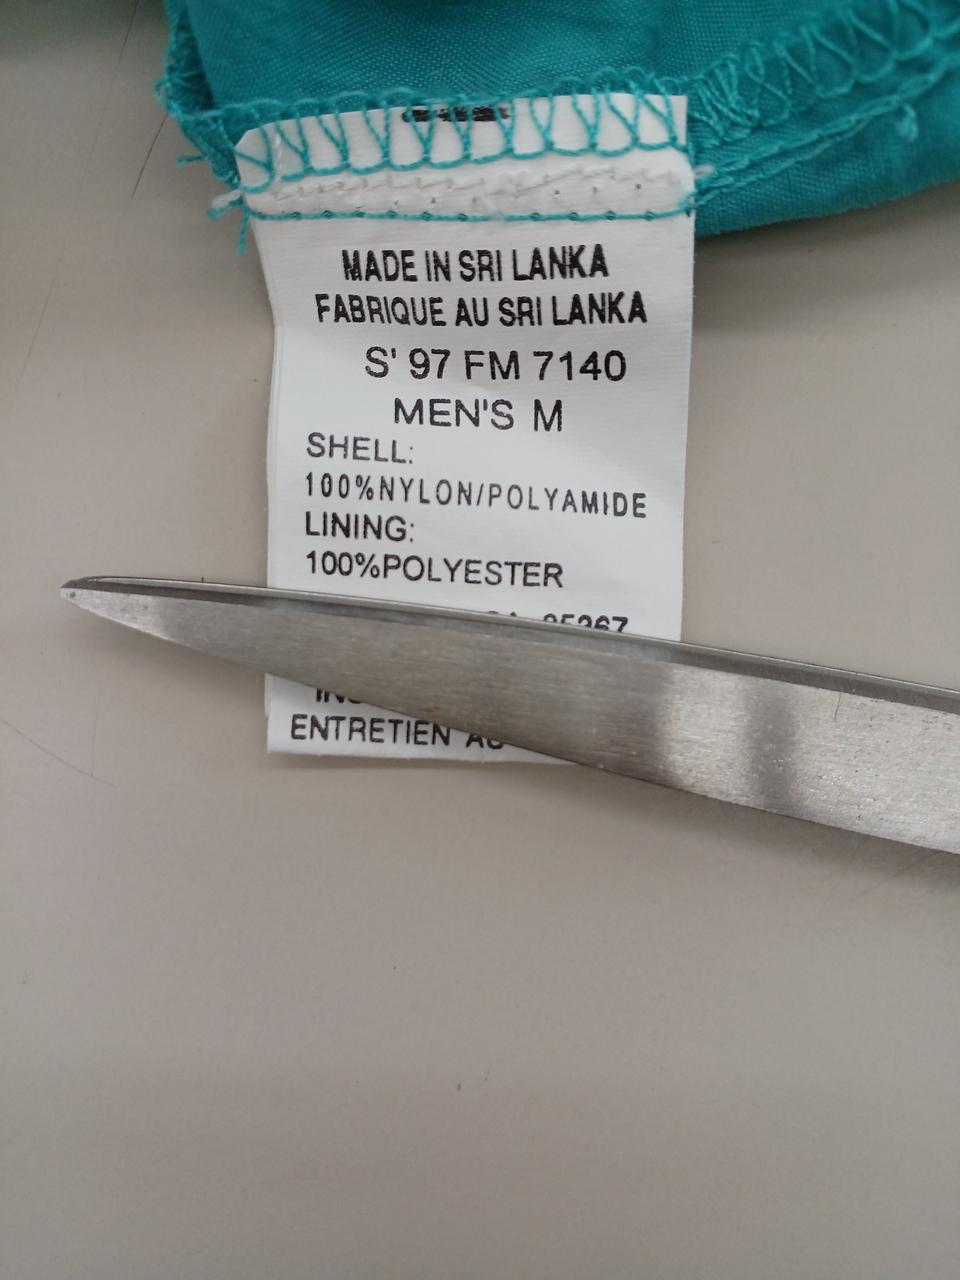 MADE IN SRI LANKA
FABRIQUE AU SRI LANKA
S' 97 FM 7140
MEN'S M
SHELL:
100%NYLON/POLYAMIDE
LINING:
100%POLYESTER
ENTRETIEN